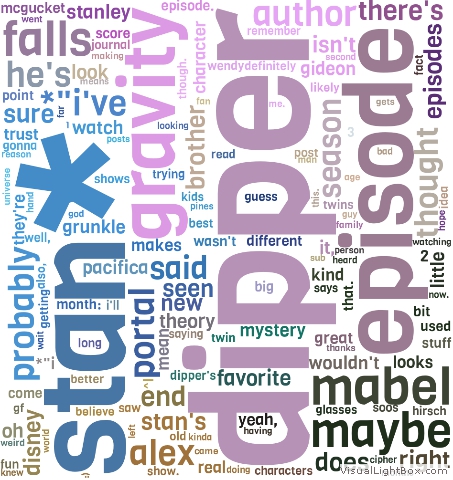 mcgucket
went
stanley
falls
score
journal
making
he's
look
means
point
*"i've
sure
far
trust
i
watch
gonna
reason
posts
*
universe
shows
they're
hand
god
grunkle
well,
probably
also,
getting
wait
*"i
stan
pacifica
month:
i'll
long
better
come
gf
believe
saw
oh
weird
disney
world
fun
knew
episode.
gravity
though.
character
looking
fan
brother
trying
kids
pines
best
makes
said
seen
new
portal
theory
mean
saying
^i
end
stan's
left
alex
old
kinda
came
show.
real
doing
characters
author
remember
isn't
second
wendy
definitely
gideon
likely
dipper
me.
read
guess
wasn't
different
big
twin
mystery
dipper's
favorite
yeah,
having
there's
episodes
fact
season
3
post
man
this.
age
twins
guy
family
it,
sub
person
heard
kind
says
that.
great
thanks
wouldn't
episode
gets
bad
thought
idea
hope
watching
2
little
now.
bit
used
stuff
looks
mabel
glasses
soos
hirsch
maybe
does
cipher
right.
VisualLightBox.com